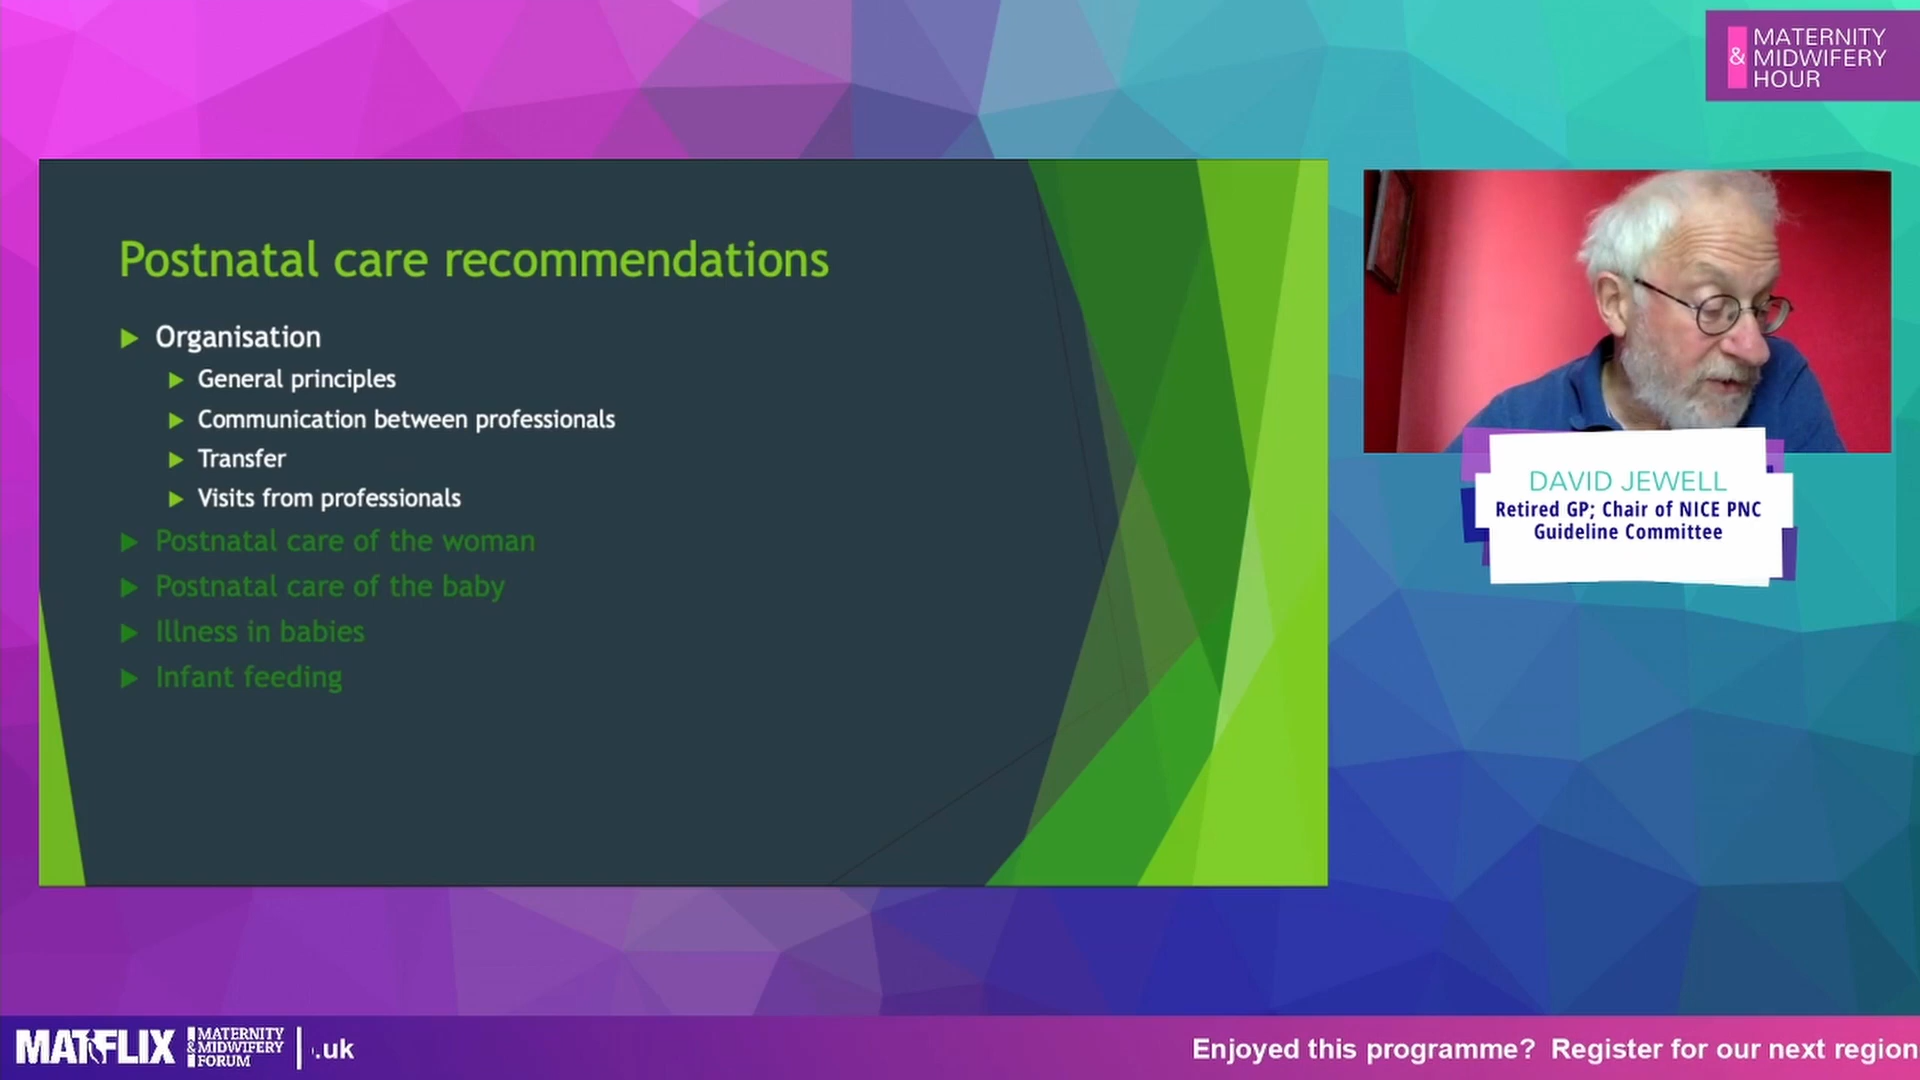 & MATERNITY
MIDWIFERY
HOUR
Postnatal care recommendations
Organisation
General principles
Communication between professionals
Transfer
Visits from professionals
Postnatal care of the woman
Postnatal care of the baby
Illness in babies
Infant feeding
DAVID JEWELL
Retired GP; Chair of NICE PNC
Guideline Committee
MATFLIX
MATERNITY
&MIDWIFERY
FORUM
.uk
Enjoyed this programme? Register for our next region